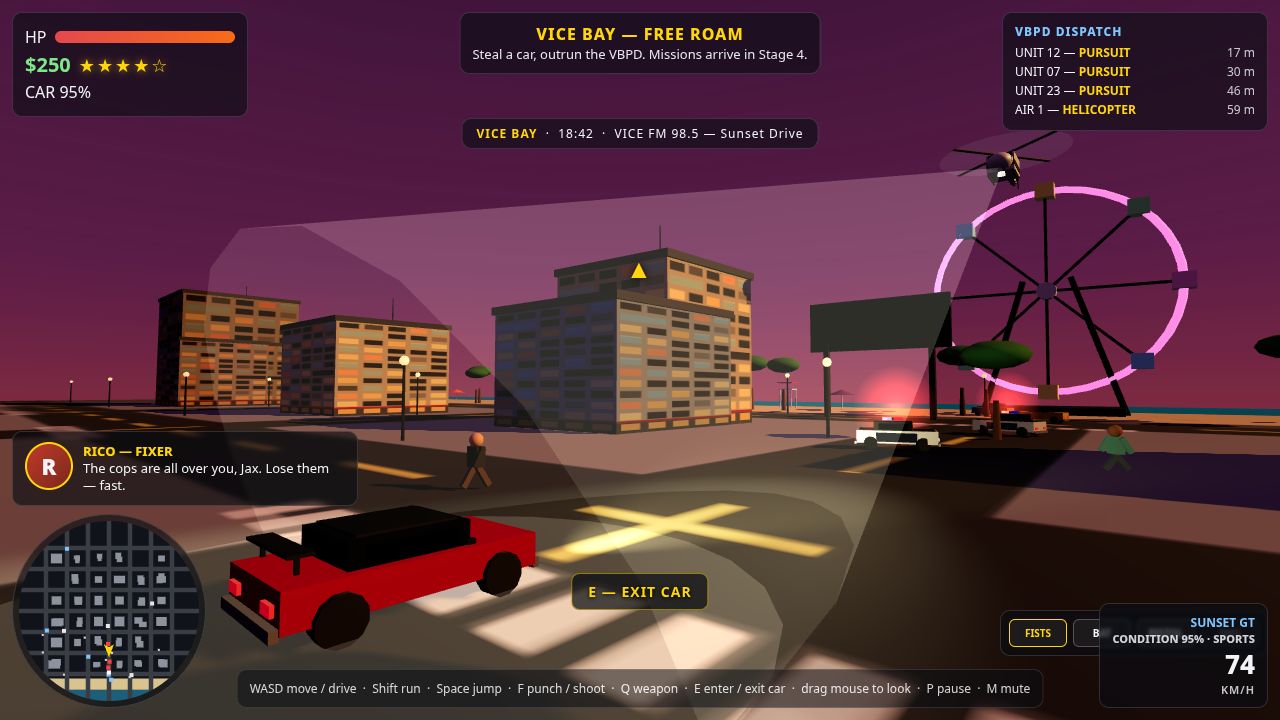 HP
$250 ★★★★☆
CAR 95%
VICE BAY — FREE ROAM
Steal a car, outrun the VBPD. Missions arrive in Stage 4.
VICE BAY · 18:42 · VICE FM 98.5 — Sunset Drive
VBPD DISPATCH
UNIT 12 — PURSUIT 17 m
UNIT 07 — PURSUIT 30 m
UNIT 23 — PURSUIT 46 m
AIR 1 — HELICOPTER 59 m
R
RICO — FIXER
The cops are all over you, Jax. Lose them
— fast.
E — EXIT CAR
FISTS
SUNSET GT
CONDITION 95% · SPORTS
74
KM/H
WASD move / drive · Shift run · Space jump · F punch / shoot · Q weapon · E enter / exit car · drag mouse to look · P pause · M mute